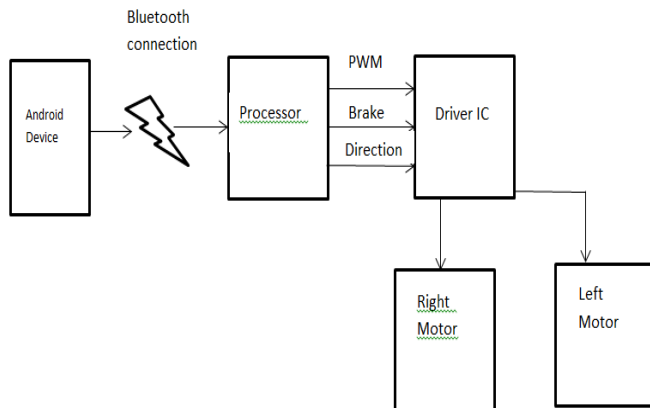 Bluetooth
connection
Android
Device
Processor
PWM
Brake
Direction
Driver IC
Right
Motor
Left
Motor